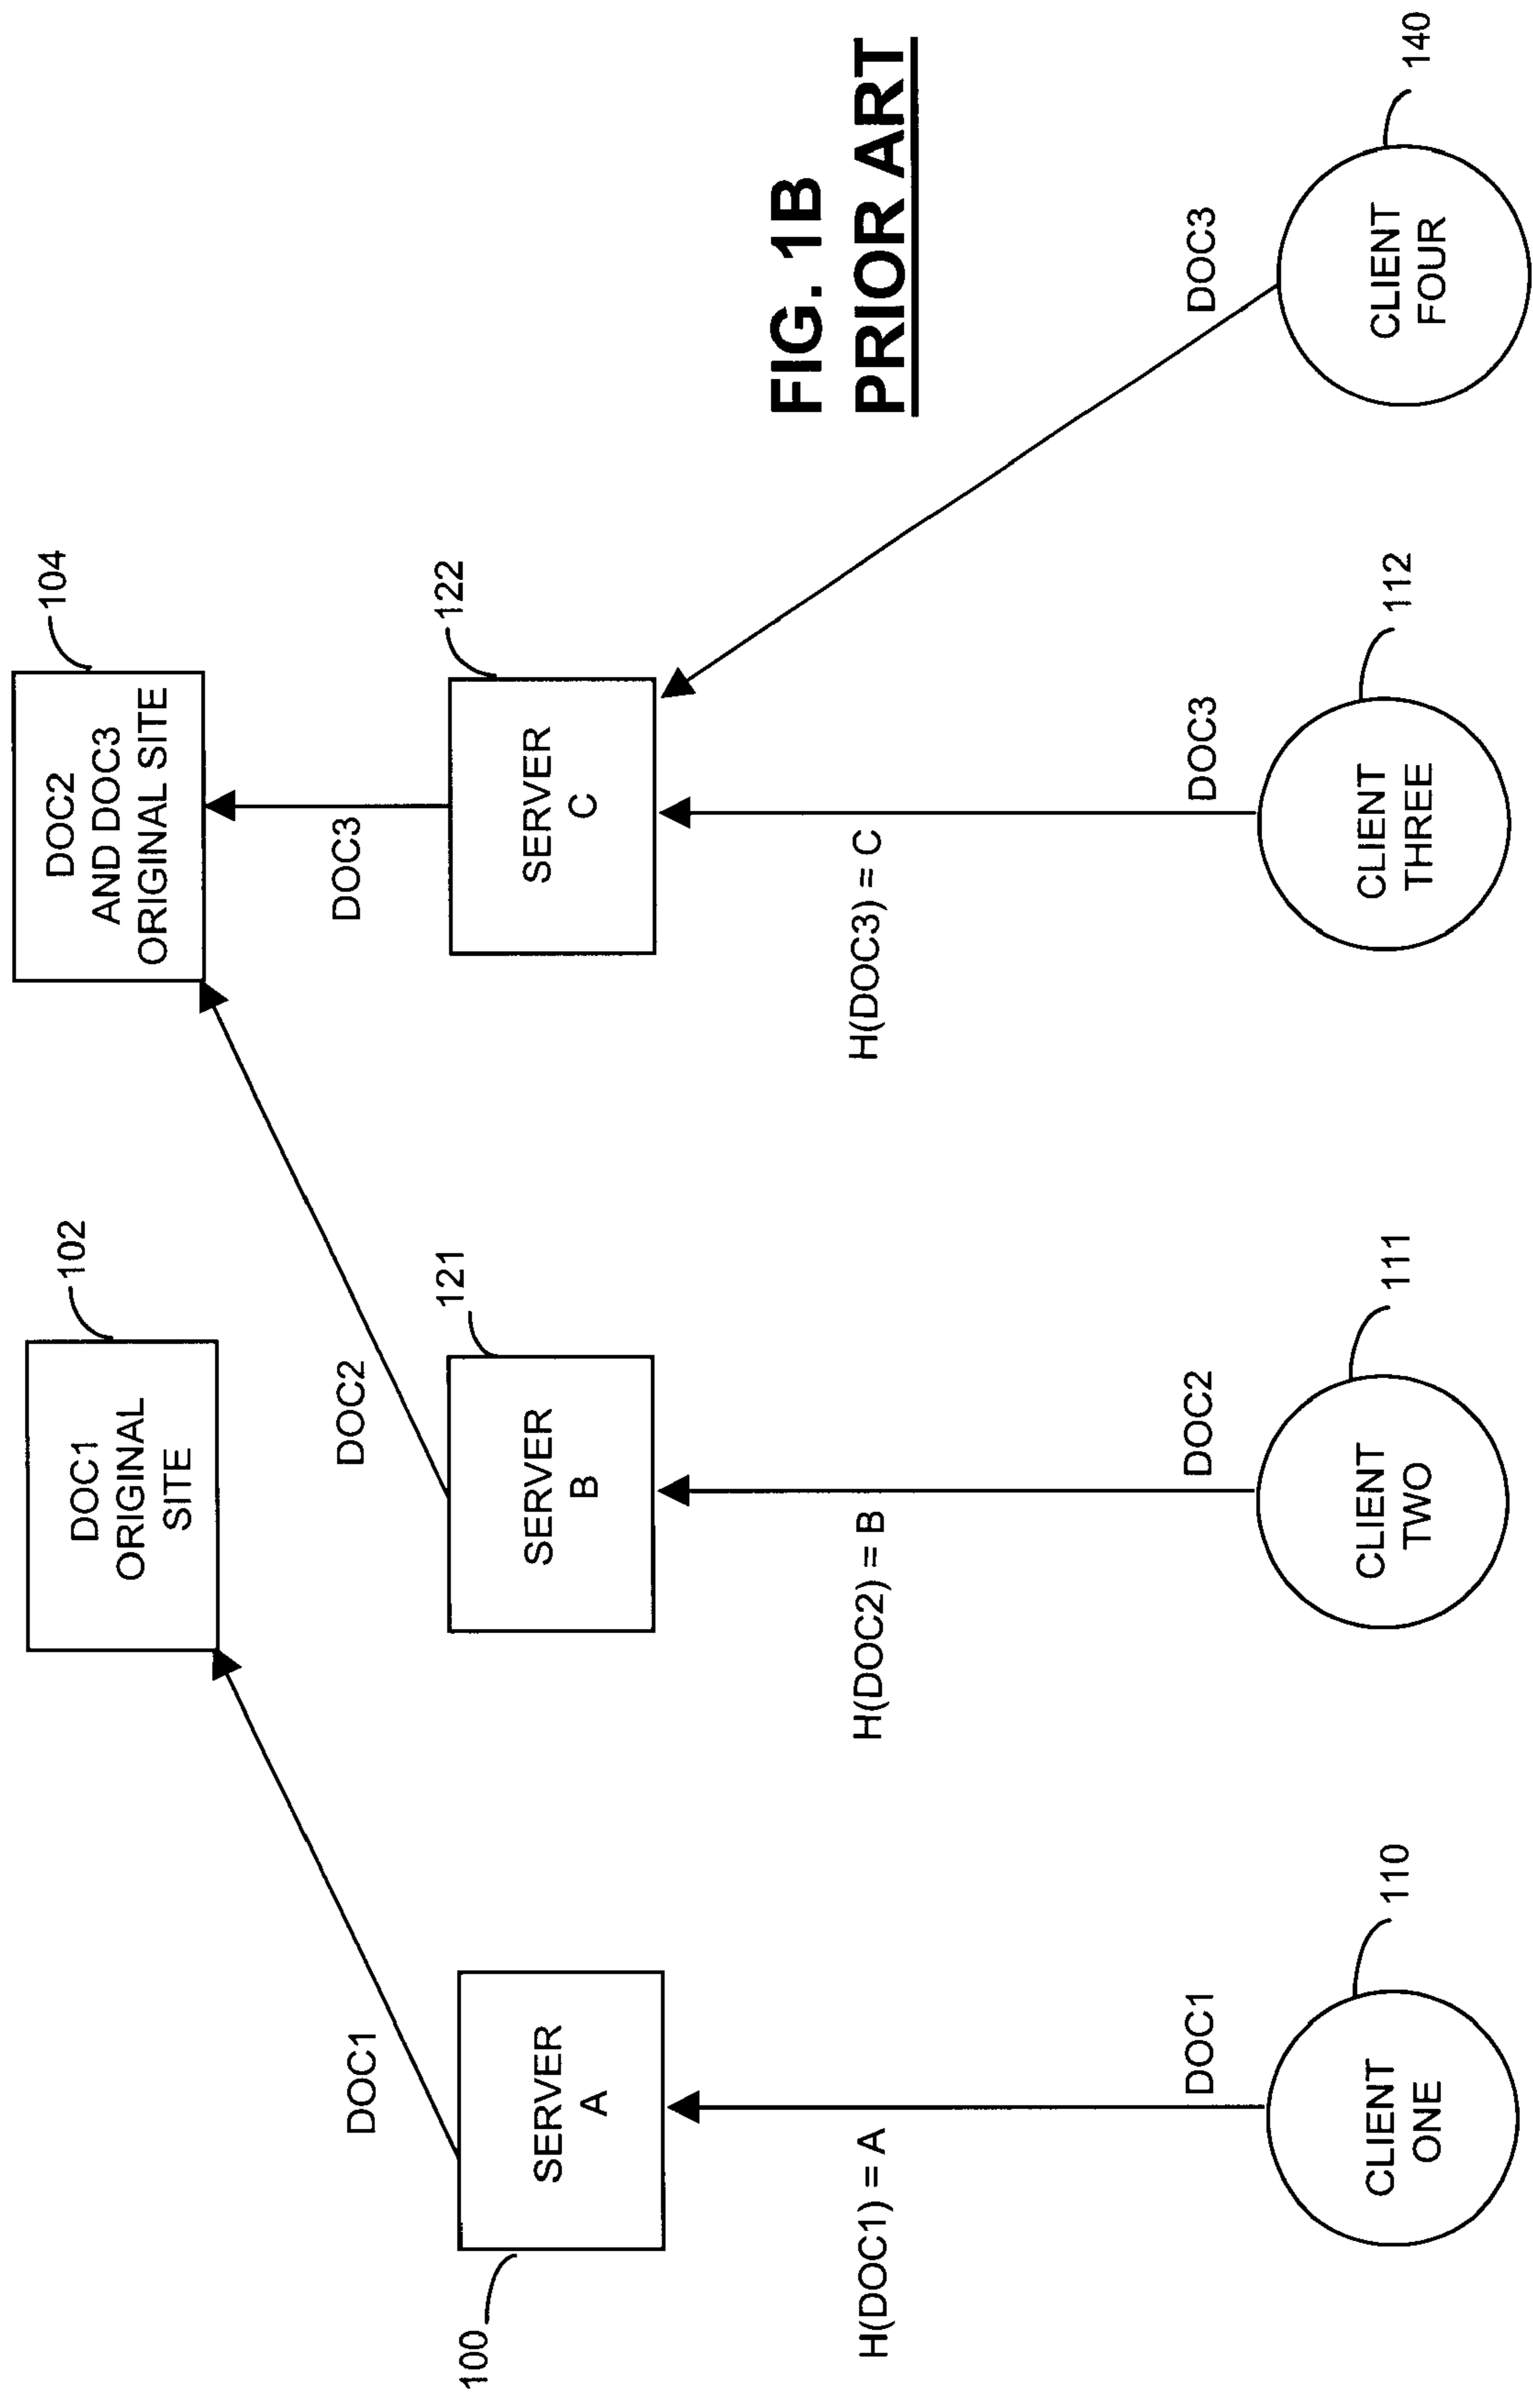 102
104
DOC1
ORIGINAL
SITE
DOC2
AND DOC3
ORIGINAL SITE
DOC1
DOC2
DOC3
100
121
122
SERVER
A
SERVER
B
SERVER
C
H(DOC1) = A
H(DOC2) = B
H(DOC3) = C
FIG. 1B
PRIOR ART
DOC1
DOC2
DOC3
DOC3
110
111
112
140
CLIENT
ONE
CLIENT
TWO
CLIENT
THREE
CLIENT
FOUR